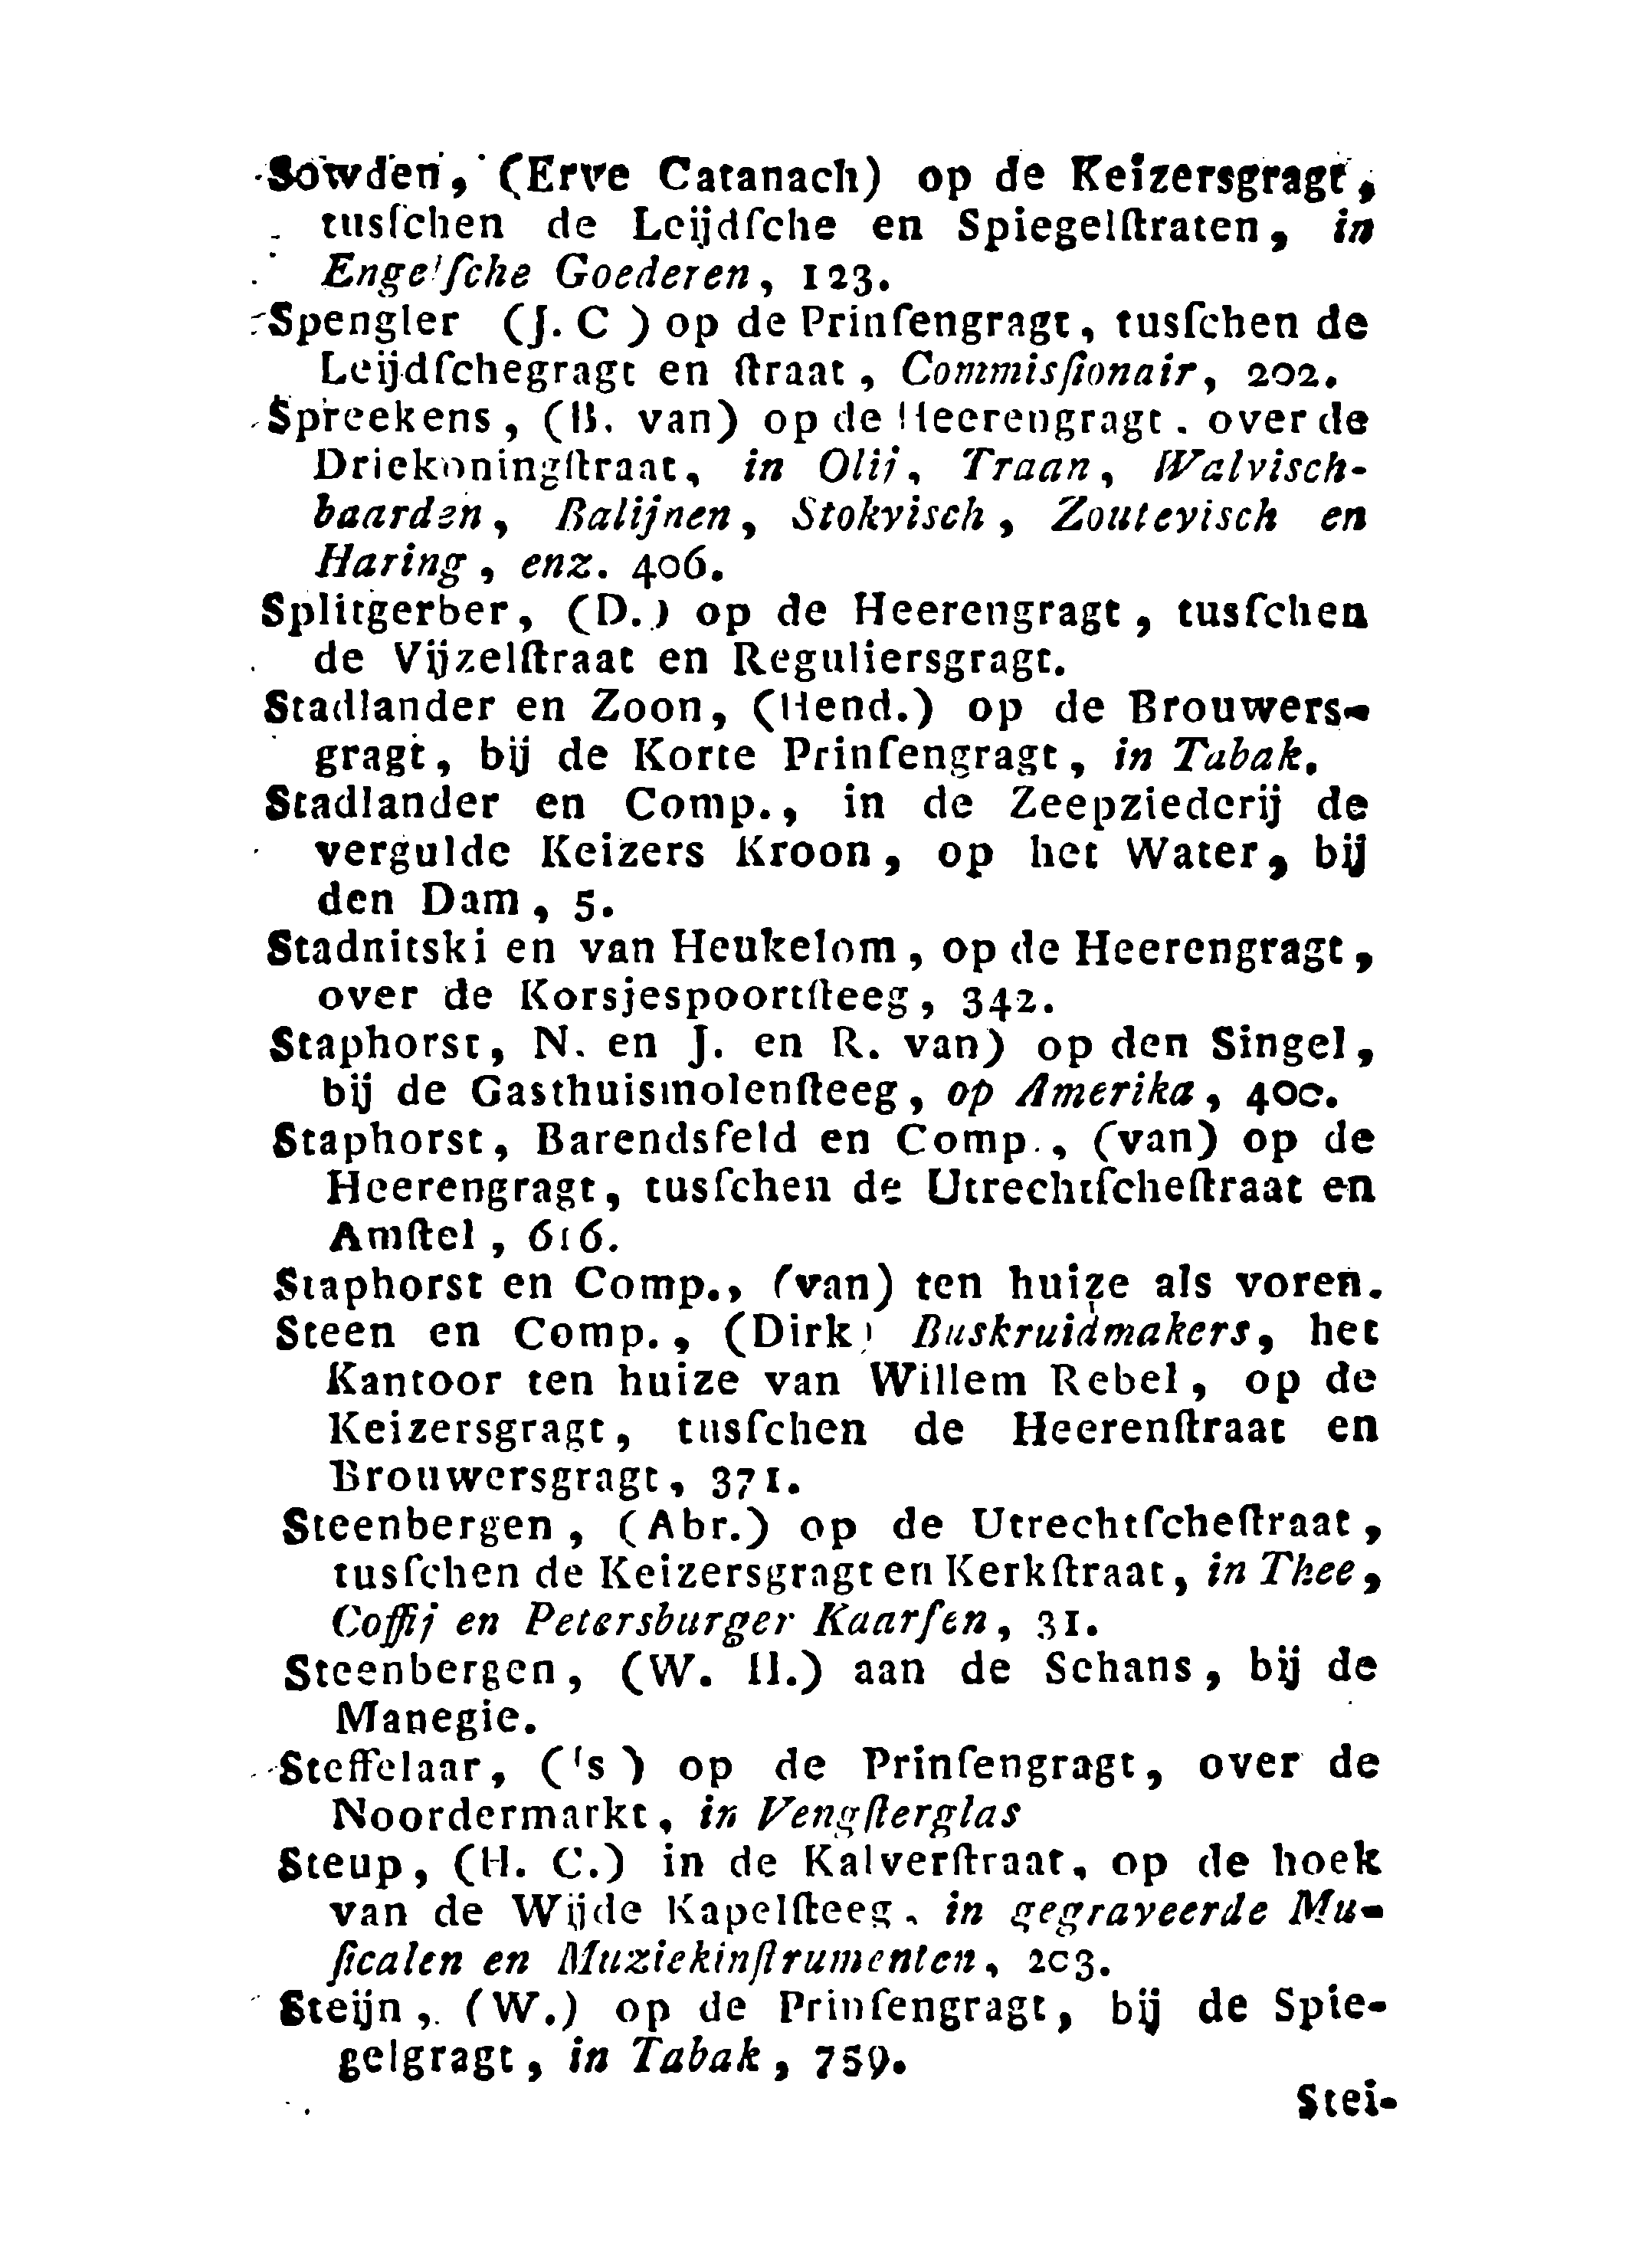 Sowden, (Erve Catanach) op de Keizersgragt,
tusſchen de Leijdſche en Spiegelſtraten, in
Engelſche Goederen, 123.
Spengler (J. C ) op de Prinſengragt, tusſchen de
Leijdſchegragt en ſtraat, Commisſionair, 202.
Spreekens, (B. van) op de Heerengragt. over de
Driekoningſtraat, in Olij, Traan, Walvisch-
baarden, Balijnen, Stokvisch, Zoutevisch en
Haring, enz. 406.
Splitgerber, (D.) op de Heerengragt, tusſchen
de Vijzelſtraat en Reguliersgragt.
Stadlander en Zoon, (Hend.) op de Brouwers-
gragt, bij de Korte Prinſengragt, in Tabak.
Stadlander en Comp., in de Zeepziederij de
vergulde Keizers Kroon, op het Water, bij
den Dam, 5.
Stadnitski en van Heukelom, op de Heerengragt,
over de Korsjespoortſteeg, 342.
Staphorst, N. en J. en R. van) op den Singel,
bij de Gasthuismolenſteeg, op Amerika, 400.
Staphorst, Barendsfeld en Comp., (van) op de
Heerengragt, tusſchen de Utrechtſcheſtraat en
Amſtel, 616.
Staphorst en Comp., (van) ten huize als voren.
Steen en Comp., (Dirk) Buskruidmakers, het
Kantoor ten huize van Willem Rebel, op de
Keizersgragt, tusſchen de Heerenſtraat en
Brouwersgragt, 371.
Steenbergen, (Abr.) op de Utrechtſcheſtraat,
tusſchen de Keizersgragt en Kerkſtraat, in Thee,
Coffij en Petersburger Kaarſen, 31.
Steenbergen, (W. H.) aan de Schans, bij de
Manegie.
Steffelaar, ('s ) op de Prinſengragt, over de
Noordermarkt, in Vengſterglas
Steup, (H. C.) in de Kalverſtraat, op de hoek
van de Wijde Kapelſteeg. in gegraveerde Mu-
ſicalen en Muziekinſtrumenten, 203.
Steijn, (W.) op de Prinſengragt, bij de Spie-
gelgragt, in Tabak, 759.
Stei-